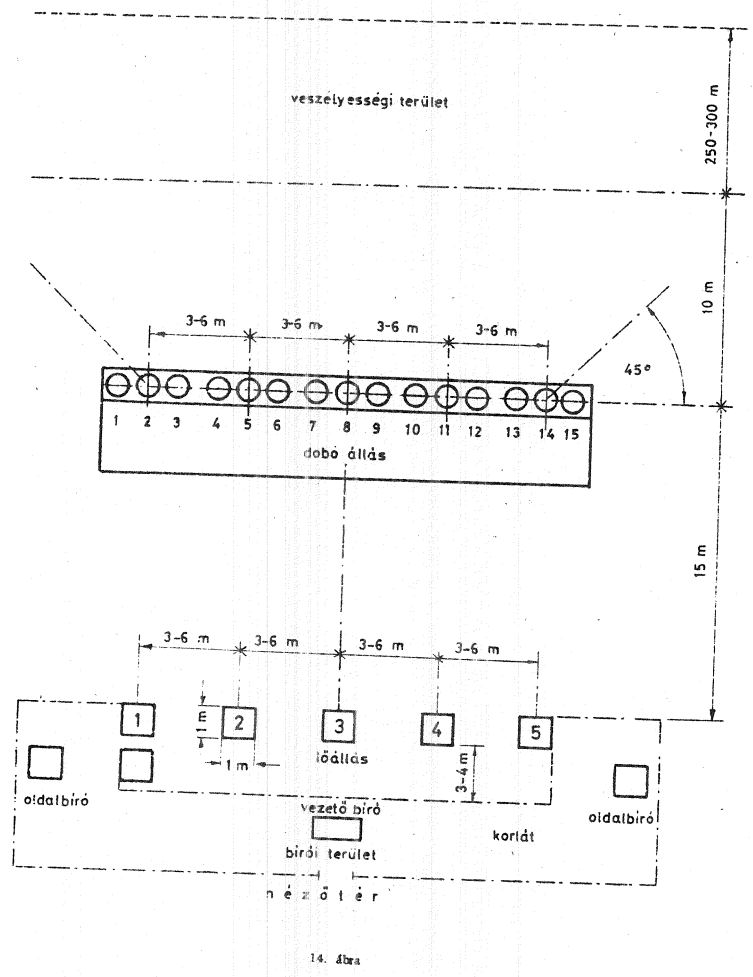 veszélyességi terület
250-300 m
10 m
3-6 m
3-6 m
3-6 m
3-6 m
45°
1 2 3 4 5 6 7 8 9 10 11 12 13 14 15
dobó állás
15 m
3-6 m
3-6 m
3-6 m
3-6 m
1 2 3 4 5
1 m
1 m
lőállás
3-4 m
oldalbíró
vezető bíró
oldalbíró
korlát
bírói terület
nézőtér
14. ábra